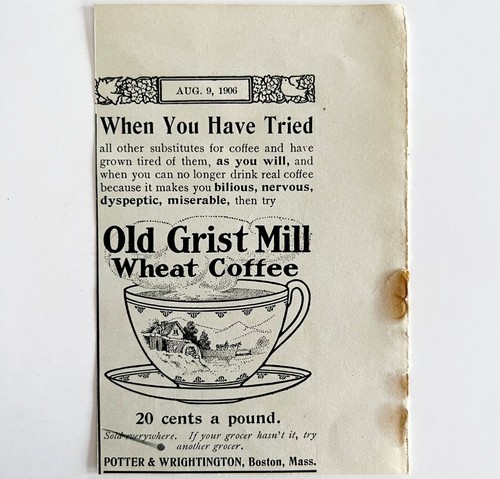 AUG. 9, 1906
When You Have Tried
all other substitutes for coffee and have
grown tired of them, as you will, and
when you can no longer drink real coffee
because it makes you bilious, nervous,
dyspeptic, miserable, then try
Old Grist Mill
Wheat Coffee
20 cents a pound.
Sold everywhere. If your grocer hasn't it, try
another grocer.
POTTER & WRIGHTINGTON, Boston, Mass.